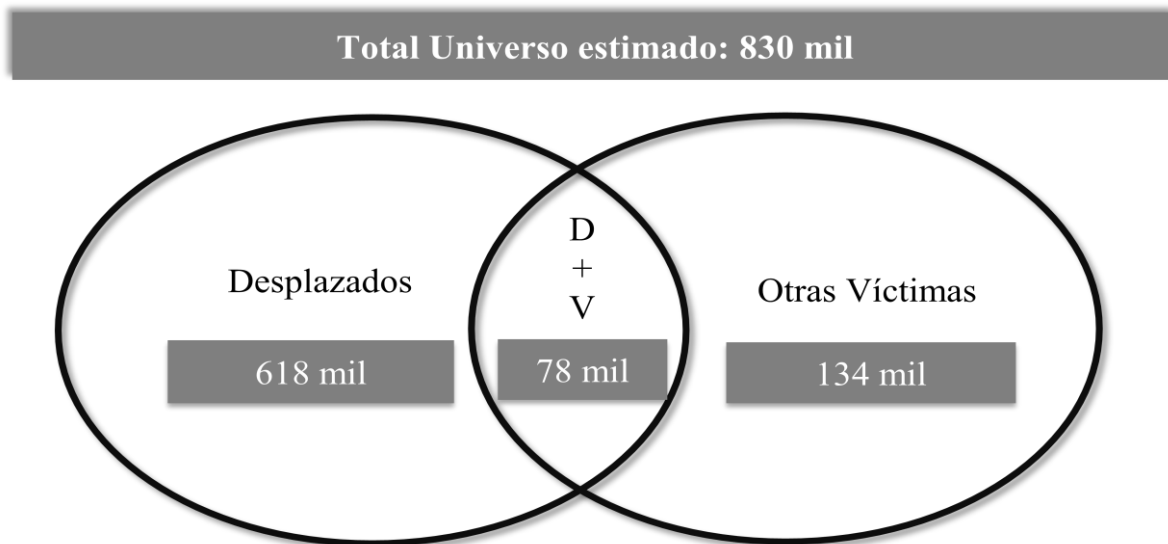 Total Universo estimado: 830 mil
D
+
V
Desplazados
Otras Víctimas
618 mil
78 mil
134 mil